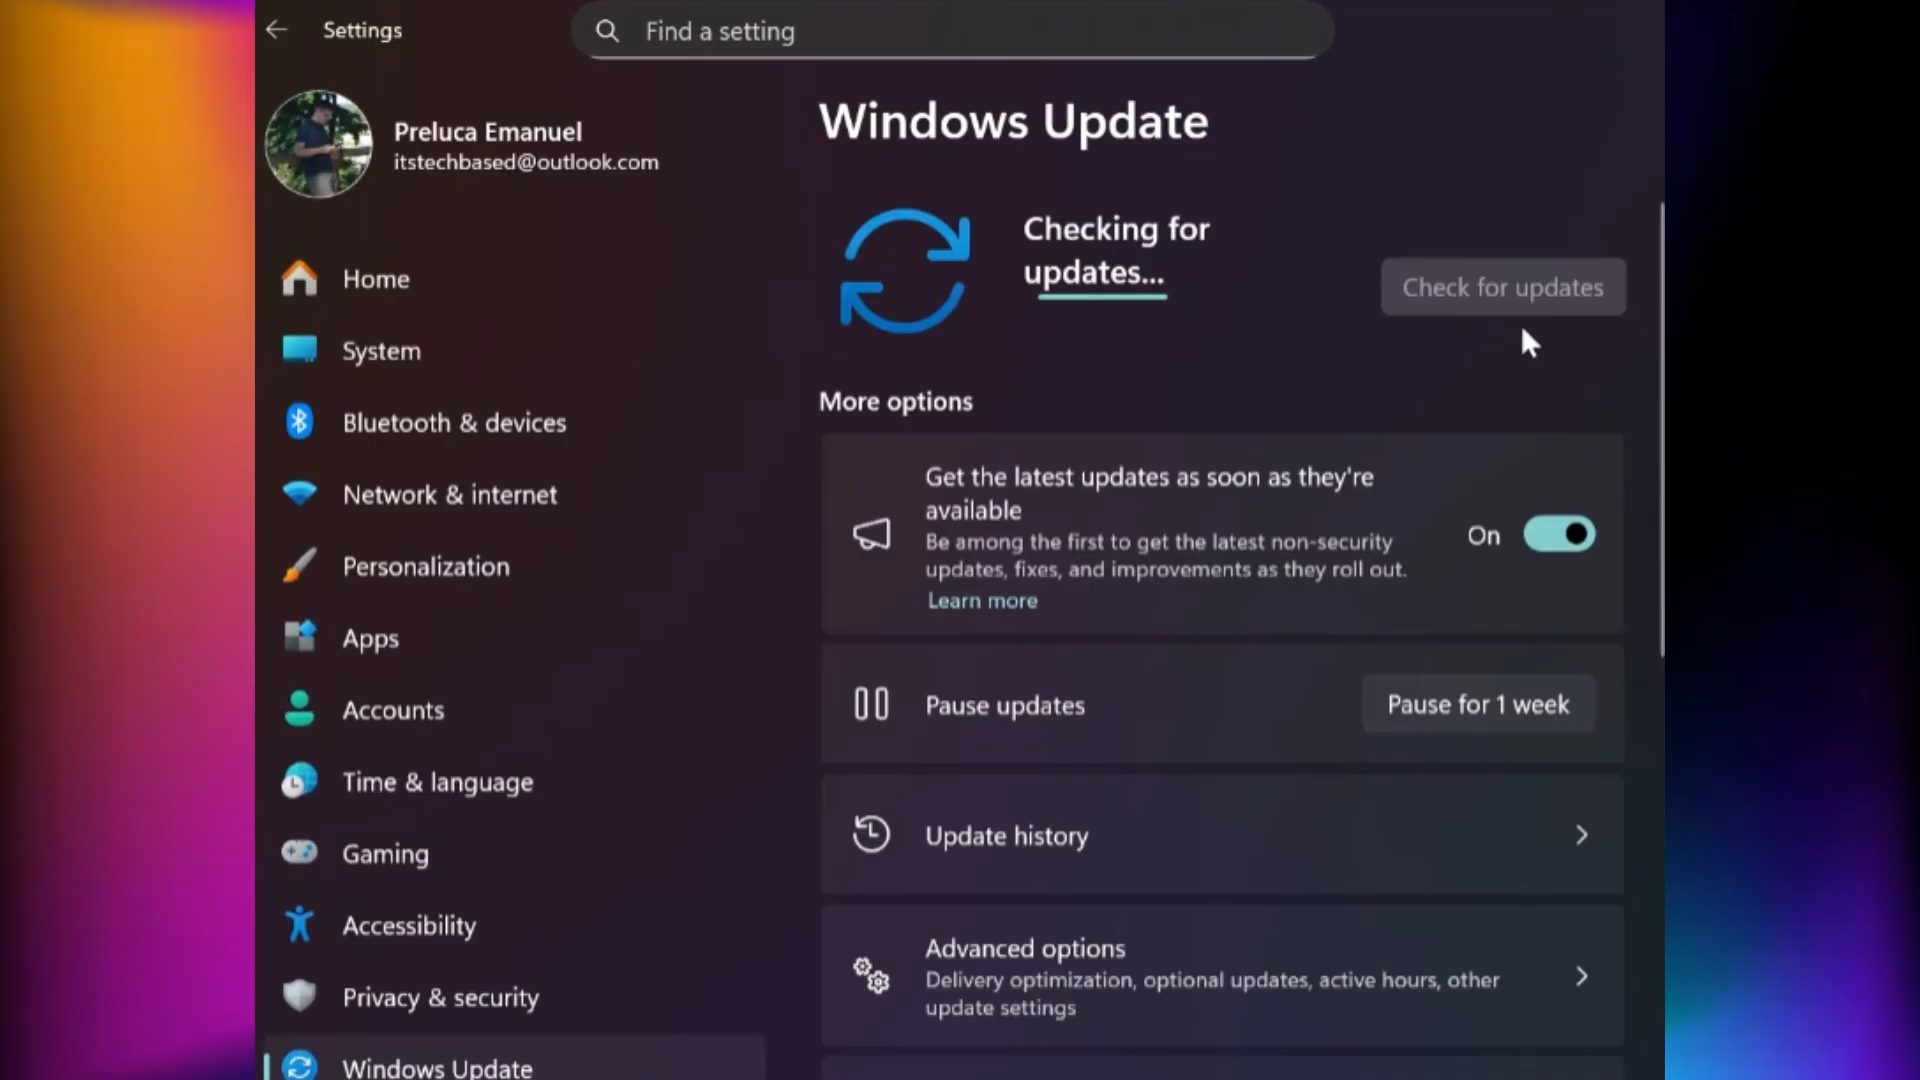 Settings
Find a setting
Preluca Emanuel
itstechbased@outlook.com
Home
System
Bluetooth & devices
Network & internet
Personalization
Apps
Accounts
Time & language
Gaming
Accessibility
Privacy & security
Windows Update
Windows Update
Checking for
updates...
Check for updates
More options
Get the latest updates as soon as they're
available
Be among the first to get the latest non-security
updates, fixes, and improvements as they roll out.
Learn more
On
Pause updates
Pause for 1 week
Update history
Advanced options
Delivery optimization, optional updates, active hours, other
update settings